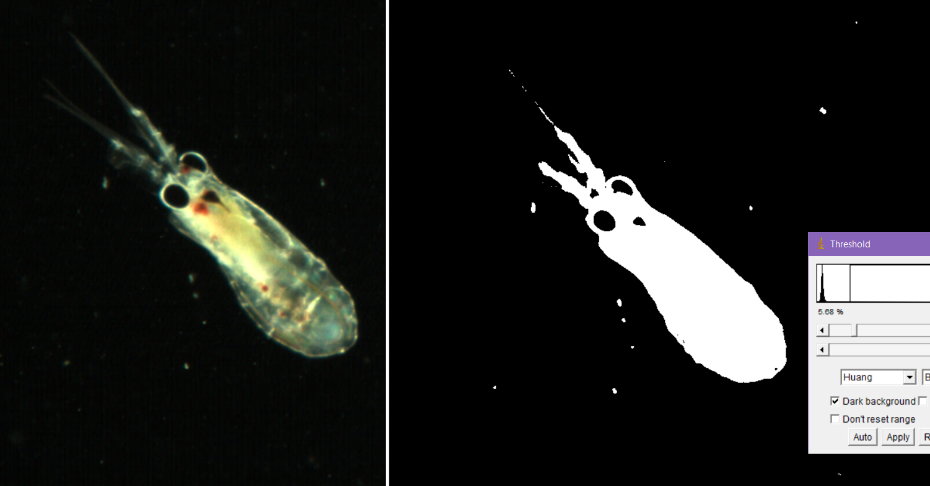 Threshold
5.68 %
Huang
B
Dark background
Don't reset range
Auto Apply R